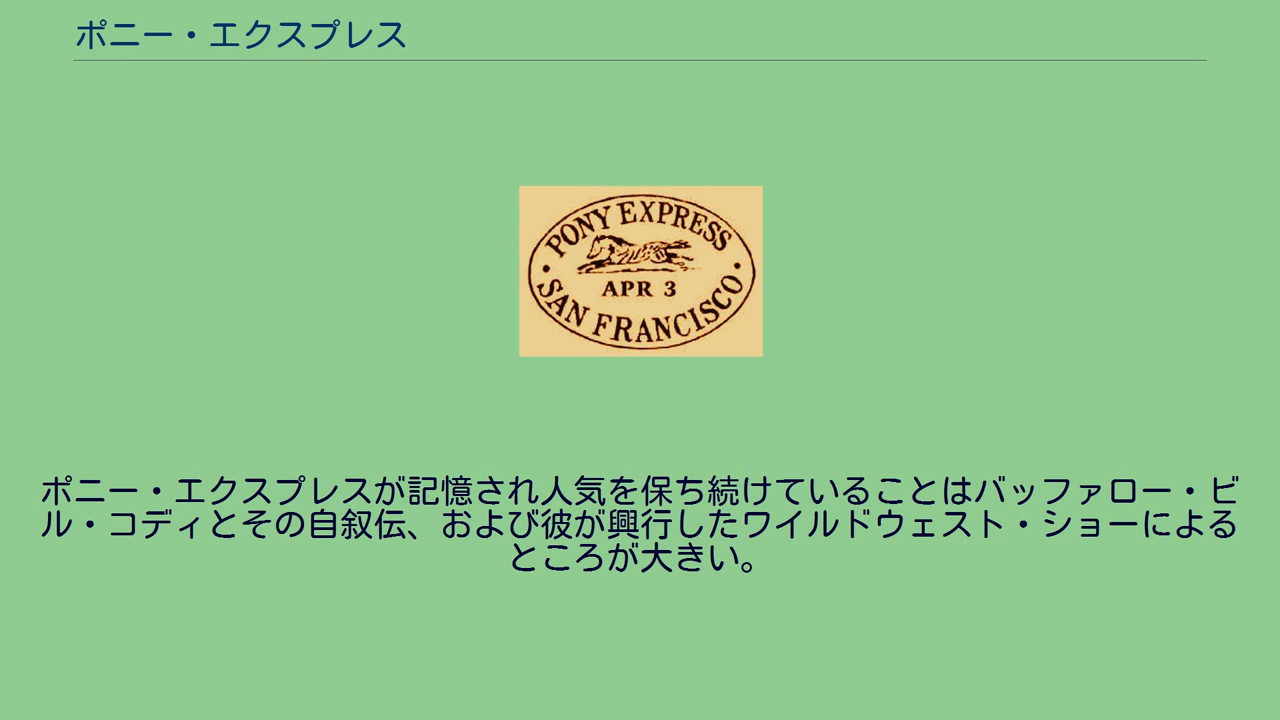 ポニー・エクスプレス
PONY EXPRESS
APR 3
SAN FRANCISCO
ポニー・エクスプレスが記憶され人気を保ち続けていることはバッファロー・ビ
ル・コディとその自叙伝、および彼が興行したワイルドウェスト・ショーによる
ところが大きい。